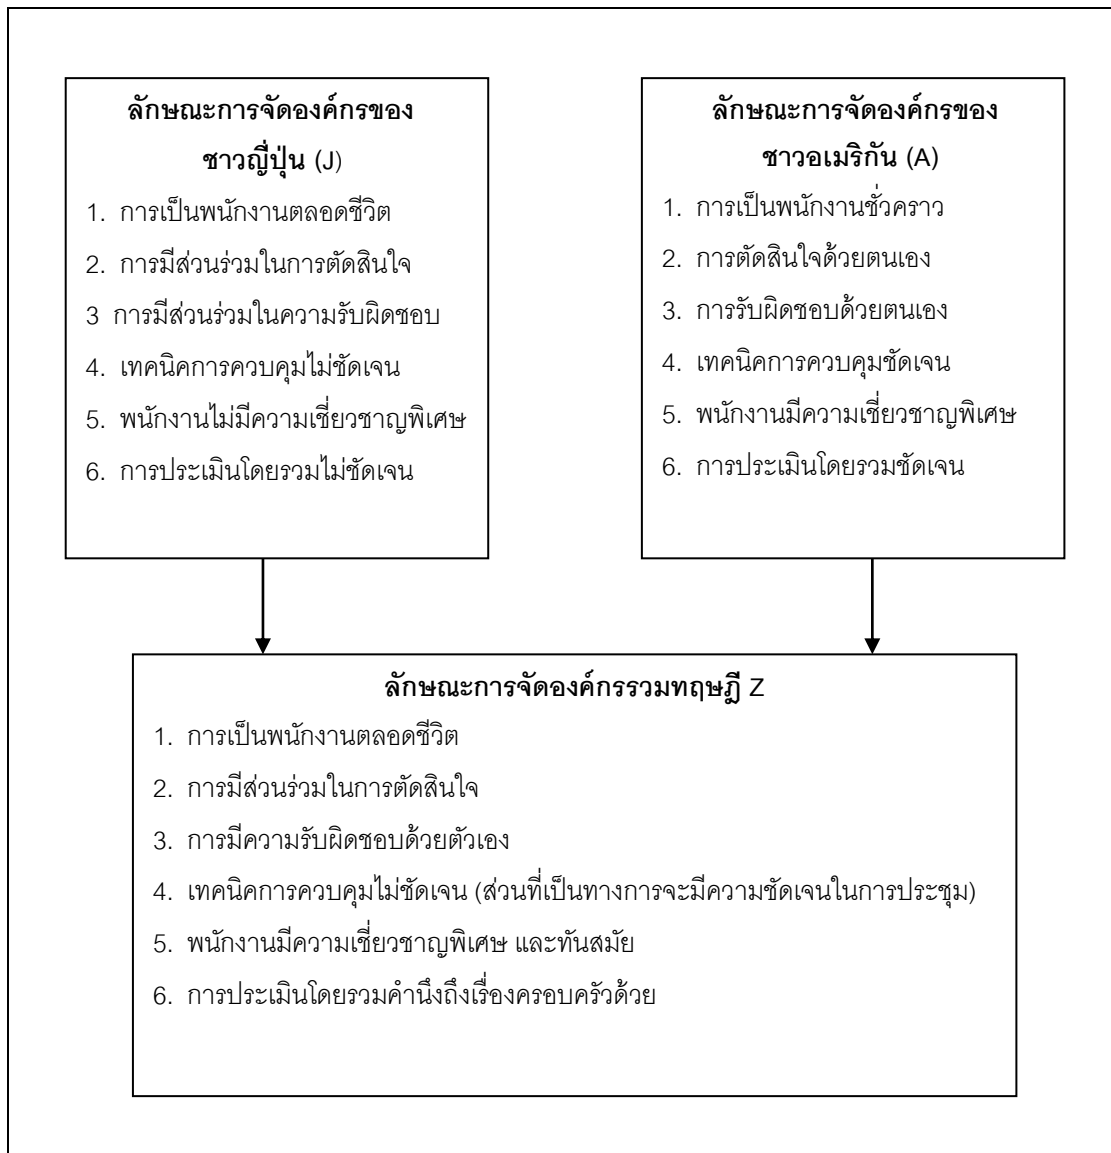 ลักษณะการจัดองค์กรของ
ชาวญี่ปุ่น (J)
1. การเป็นพนักงานตลอดชีวิต
2. การมีส่วนร่วมในการตัดสินใจ
3 การมีส่วนร่วมในความรับผิดชอบ
4. เทคนิคการควบคุมไม่ชัดเจน
5. พนักงานไม่มีความเชี่ยวชาญพิเศษ
6. การประเมินโดยรวมไม่ชัดเจน
ลักษณะการจัดองค์กรของ
ชาวอเมริกัน (A)
1. การเป็นพนักงานชั่วคราว
2. การตัดสินใจด้วยตนเอง
3. การรับผิดชอบด้วยตนเอง
4. เทคนิคการควบคุมชัดเจน
5. พนักงานมีความเชี่ยวชาญพิเศษ
6. การประเมินโดยรวมชัดเจน
ลักษณะการจัดองค์กรรวมทฤษฎี Z
1. การเป็นพนักงานตลอดชีวิต
2. การมีส่วนร่วมในการตัดสินใจ
3. การมีความรับผิดชอบด้วยตัวเอง
4. เทคนิคการควบคุมไม่ชัดเจน (ส่วนที่เป็นทางการจะมีความชัดเจนในการประชุม)
5. พนักงานมีความเชี่ยวชาญพิเศษ และทันสมัย
6. การประเมินโดยรวมคำนึงถึงเรื่องครอบครัวด้วย